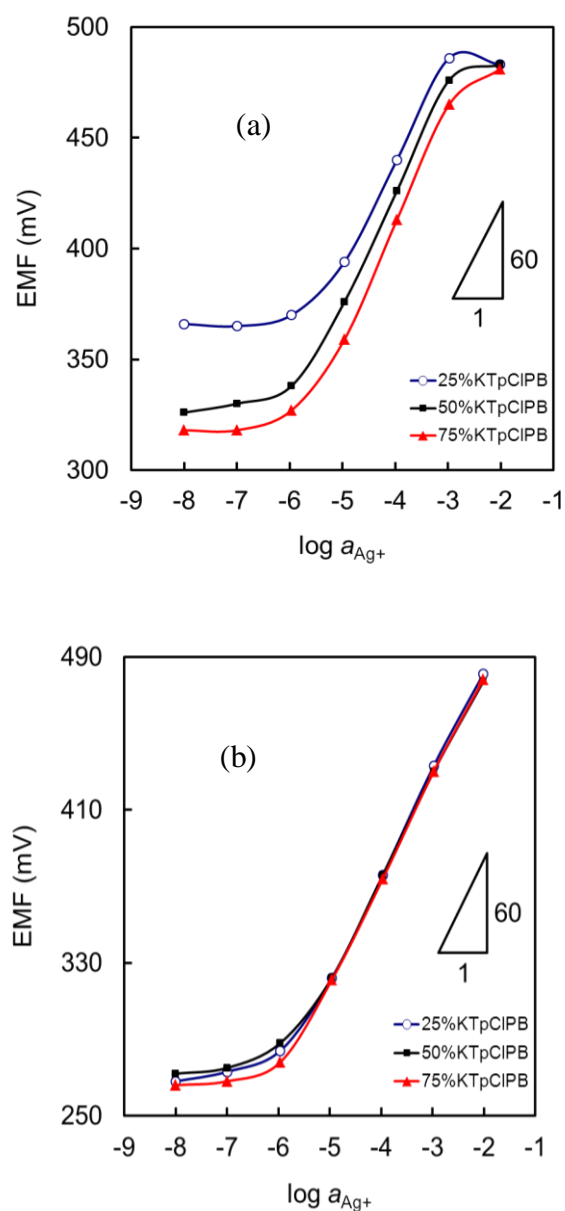 500
(a)
450
400
EMF (mV)
60
1
350
25%KTpClPB
50%KTpClPB
75%KTpClPB
300
-9 -8 -7 -6 -5 -4 -3 -2 -1
log aAg+
490
(b)
410
EMF (mV)
60
1
330
25%KTpClPB
50%KTpClPB
75%KTpClPB
250
-9 -8 -7 -6 -5 -4 -3 -2 -1
log aAg+